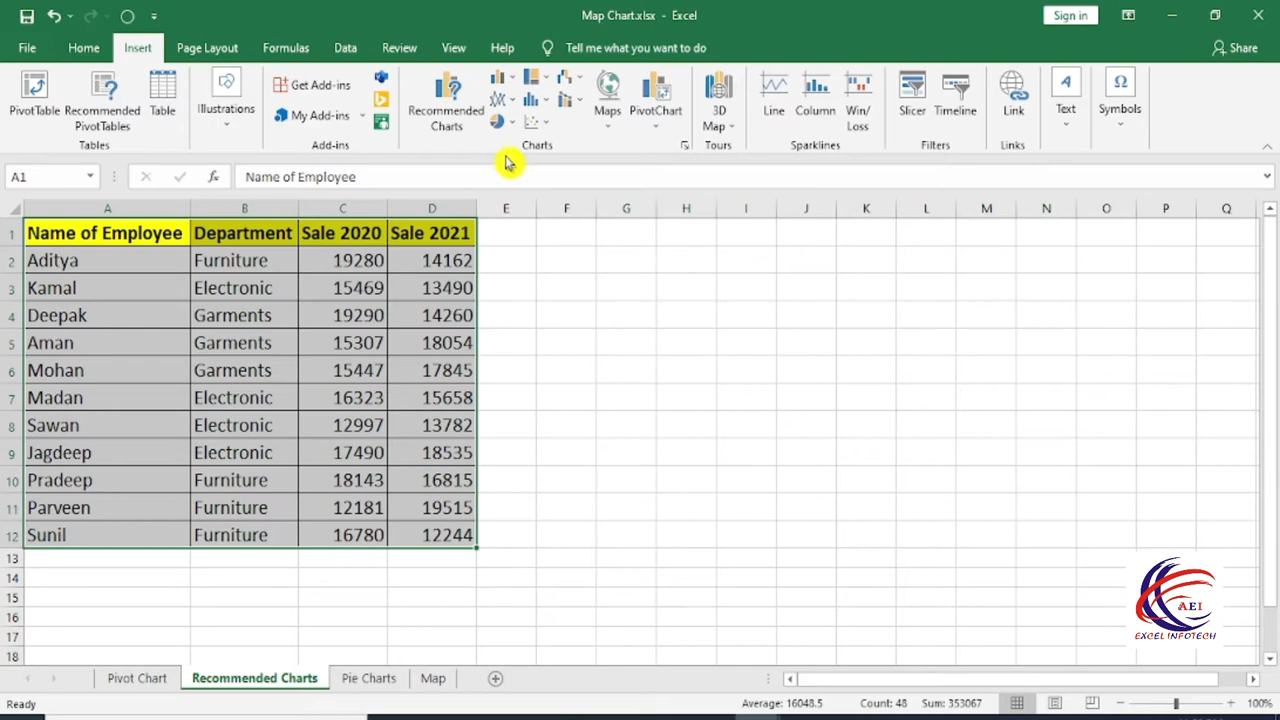 Map Chart.xlsx - Excel
Sign in
File Home Insert Page Layout Formulas Data Review View Help Tell me what you want to do Share
PivotTable Recommended PivotTables Table Illustrations Get Add-ins My Add-ins Recommended Charts Maps PivotChart 3D Map Line Column Win/Loss Slicer Timeline Link Text Symbols
Tables Add-ins Charts Tours Sparklines Filters Links
A1 fx Name of Employee
A B C D E F G H I J K L M N O P Q
1 Name of Employee Department Sale 2020 Sale 2021
2 Aditya Furniture 19280 14162
3 Kamal Electronic 15469 13490
4 Deepak Garments 19290 14260
5 Aman Garments 15307 18054
6 Mohan Garments 15447 17845
7 Madan Electronic 16323 15658
8 Sawan Electronic 12997 13782
9 Jagdeep Electronic 17490 18535
10 Pradeep Furniture 18143 16815
11 Parveen Furniture 12181 19515
12 Sunil Furniture 16780 12244
13
14
15
16
17
18
AEI
EXCEL INFOTECH
Pivot Chart Recommended Charts Pie Charts Map
Ready Average: 16048.5 Count: 48 Sum: 353067 100%